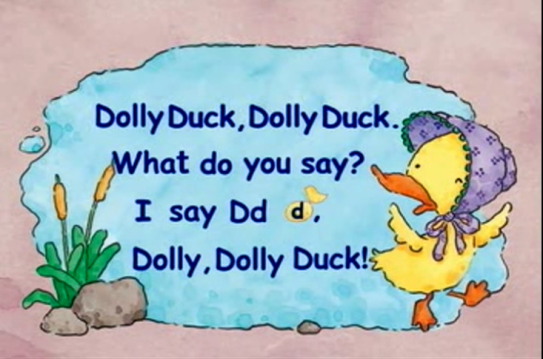 Dolly Duck, Dolly Duck.
What do you say?
I say Dd d,
Dolly, Dolly Duck!